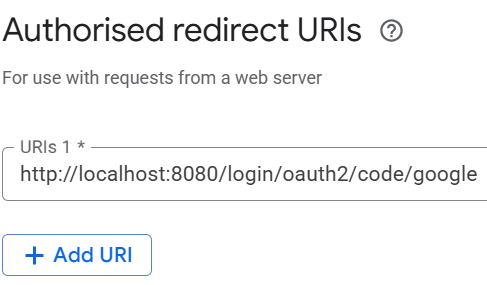 Authorised redirect URIs
For use with requests from a web server
URIs 1 *
http://localhost:8080/login/oauth2/code/google
+ Add URI